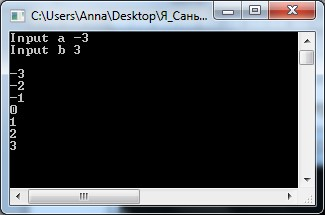 C:\Users\Anna\Desktop\Я_Сань...
Input a -3
Input b 3
-3
-2
-1
0
1
2
3